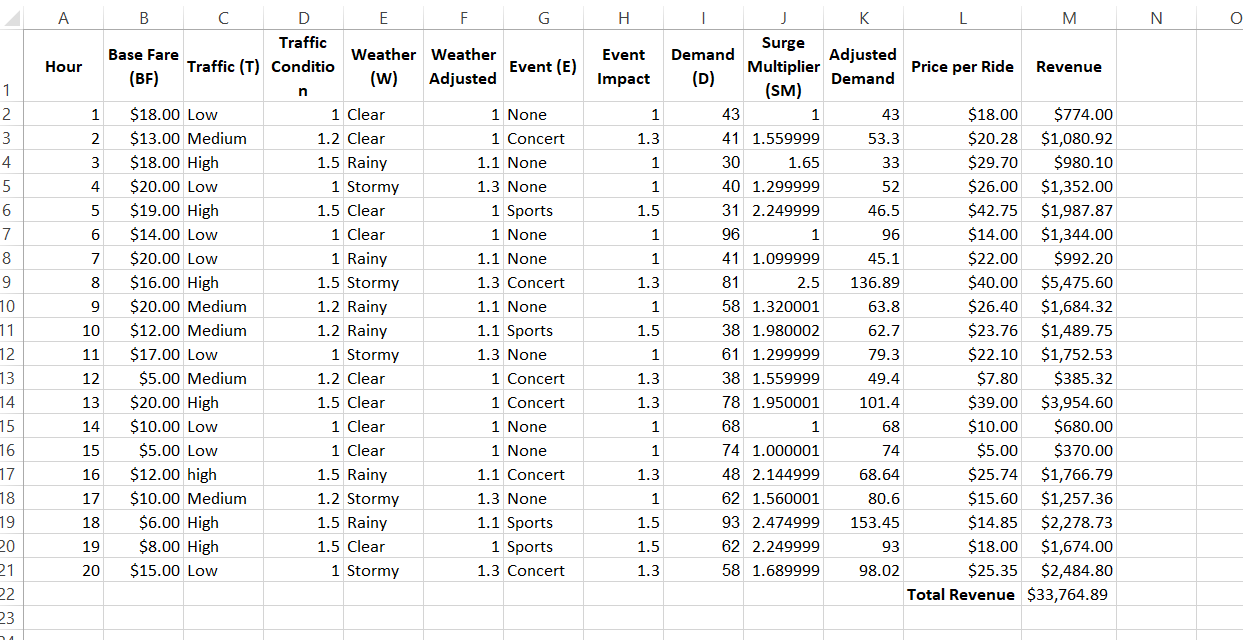 A B C D E F G H I J K L M N O
1 Hour Base Fare (BF) Traffic (T) Traffic Conditio n Weather (W) Weather Adjusted Event (E) Event Impact Demand (D) Surge Multiplier (SM) Adjusted Demand Price per Ride Revenue
2 1 $18.00 Low 1 Clear 1 None 1 43 1 43 $18.00 $774.00
3 2 $13.00 Medium 1.2 Clear 1 Concert 1.3 41 1.559999 53.3 $20.28 $1,080.92
4 3 $18.00 High 1.5 Rainy 1.1 None 1 30 1.65 33 $29.70 $980.10
5 4 $20.00 Low 1 Stormy 1.3 None 1 40 1.299999 52 $26.00 $1,352.00
6 5 $19.00 High 1.5 Clear 1 Sports 1.5 31 2.249999 46.5 $42.75 $1,987.87
7 6 $14.00 Low 1 Clear 1 None 1 96 1 96 $14.00 $1,344.00
8 7 $20.00 Low 1 Rainy 1.1 None 1 41 1.099999 45.1 $22.00 $992.20
9 8 $16.00 High 1.5 Stormy 1.3 Concert 1.3 81 2.5 136.89 $40.00 $5,475.60
10 9 $20.00 Medium 1.2 Rainy 1.1 None 1 58 1.320001 63.8 $26.40 $1,684.32
11 10 $12.00 Medium 1.2 Rainy 1.1 Sports 1.5 38 1.980002 62.7 $23.76 $1,489.75
12 11 $17.00 Low 1 Stormy 1.3 None 1 61 1.299999 79.3 $22.10 $1,752.53
13 12 $5.00 Medium 1.2 Clear 1 Concert 1.3 38 1.559999 49.4 $7.80 $385.32
14 13 $20.00 High 1.5 Clear 1 Concert 1.3 78 1.950001 101.4 $39.00 $3,954.60
15 14 $10.00 Low 1 Clear 1 None 1 68 1 68 $10.00 $680.00
16 15 $5.00 Low 1 Clear 1 None 1 74 1.000001 74 $5.00 $370.00
17 16 $12.00 high 1.5 Rainy 1.1 Concert 1.3 48 2.144999 68.64 $25.74 $1,766.79
18 17 $10.00 Medium 1.2 Stormy 1.3 None 1 62 1.560001 80.6 $15.60 $1,257.36
19 18 $6.00 High 1.5 Rainy 1.1 Sports 1.5 93 2.474999 153.45 $14.85 $2,278.73
20 19 $8.00 High 1.5 Clear 1 Sports 1.5 62 2.249999 93 $18.00 $1,674.00
21 20 $15.00 Low 1 Stormy 1.3 Concert 1.3 58 1.689999 98.02 $25.35 $2,484.80
22 Total Revenue $33,764.89
23